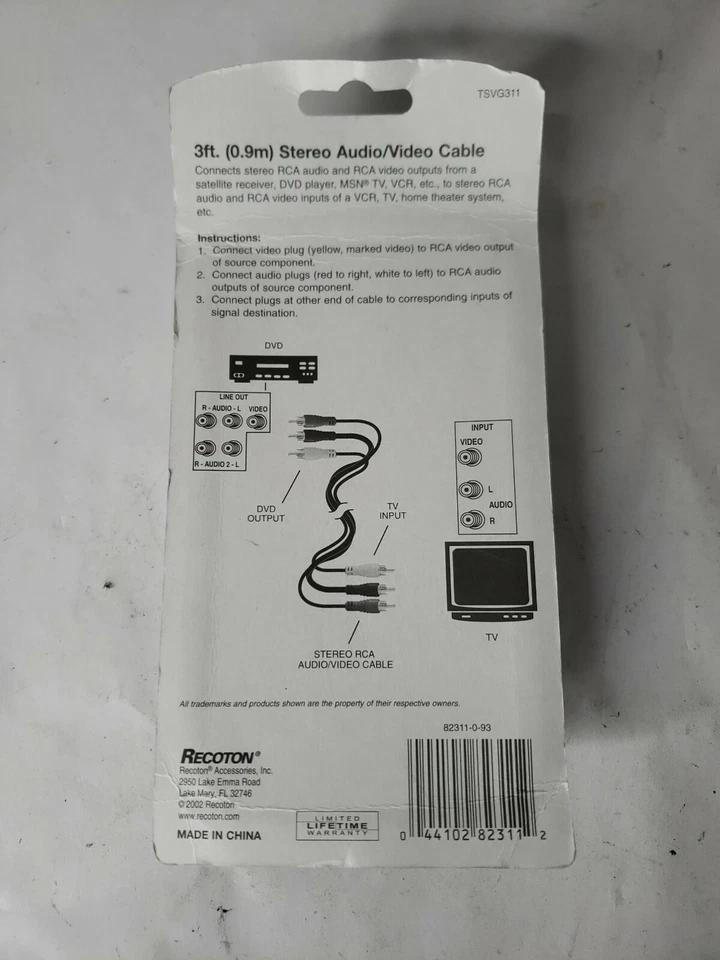 TSVG311
3ft. (0.9m) Stereo Audio/Video Cable
Connects stereo RCA audio and RCA video outputs from a
satellite receiver, DVD player, MSN® TV, VCR, etc., to stereo RCA
audio and RCA video inputs of a VCR, TV, home theater system,
etc.
Instructions:
1. Connect video plug (yellow, marked video) to RCA video output
of source component.
2. Connect audio plugs (red to right, white to left) to RCA audio
outputs of source component.
3. Connect plugs at other end of cable to corresponding inputs of
signal destination.
DVD
LINE OUT
R - AUDIO - L VIDEO
R - AUDIO 2 - L
DVD
OUTPUT
TV
INPUT
INPUT
VIDEO
L
AUDIO
R
TV
STEREO RCA
AUDIO/VIDEO CABLE
All trademarks and products shown are the property of their respective owners.
82311-0-93
RECOTON®
Recoton® Accessories, Inc.
2950 Lake Emma Road
Lake Mary, FL 32746
© 2002 Recoton
www.recoton.com
MADE IN CHINA
LIMITED
LIFETIME
WARRANTY
0 44102 82311 2